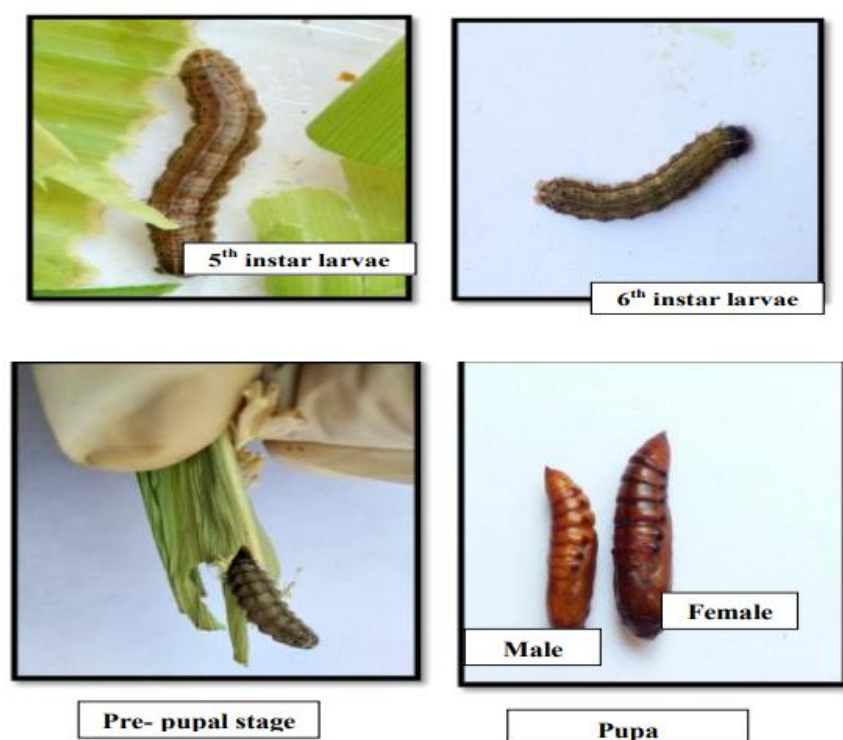 5th instar larvae
6th instar larvae
Male
Female
Pre- pupal stage
Pupa